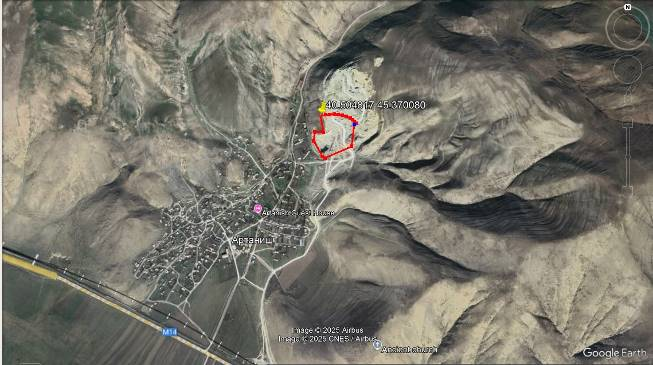 N
40.504817 45.370080
Артаниш
M14
Image © 2025 Airbus
Image © 2025 CNES / Airbus
Google Earth